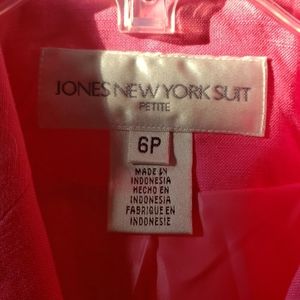 JONES NEW YORK SUIT
PETITE
6P
MADE IN
INDONESIA
HECHO EN
INDONESIA
FABRIQUE EN
INDONESIE